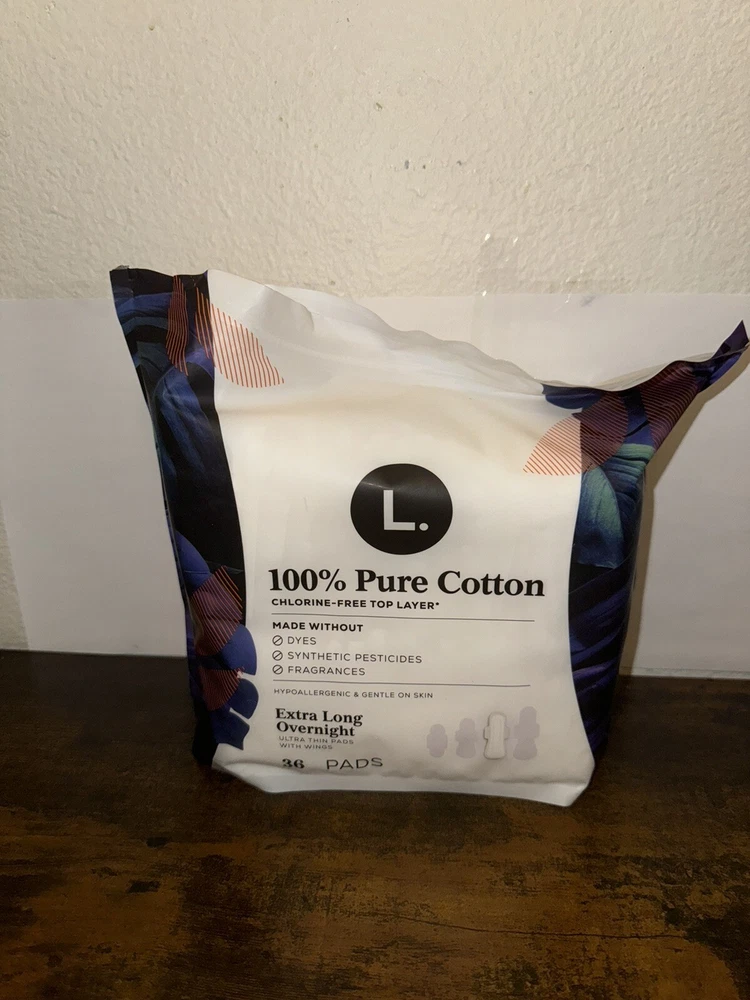 L.
100% Pure Cotton
CHLORINE-FREE TOP LAYER*
MADE WITHOUT
DYES
SYNTHETIC PESTICIDES
FRAGRANCES
HYPOALLERGENIC & GENTLE ON SKIN
Extra Long
Overnight
ULTRA THIN PADS
WITH WINGS
36 PADS